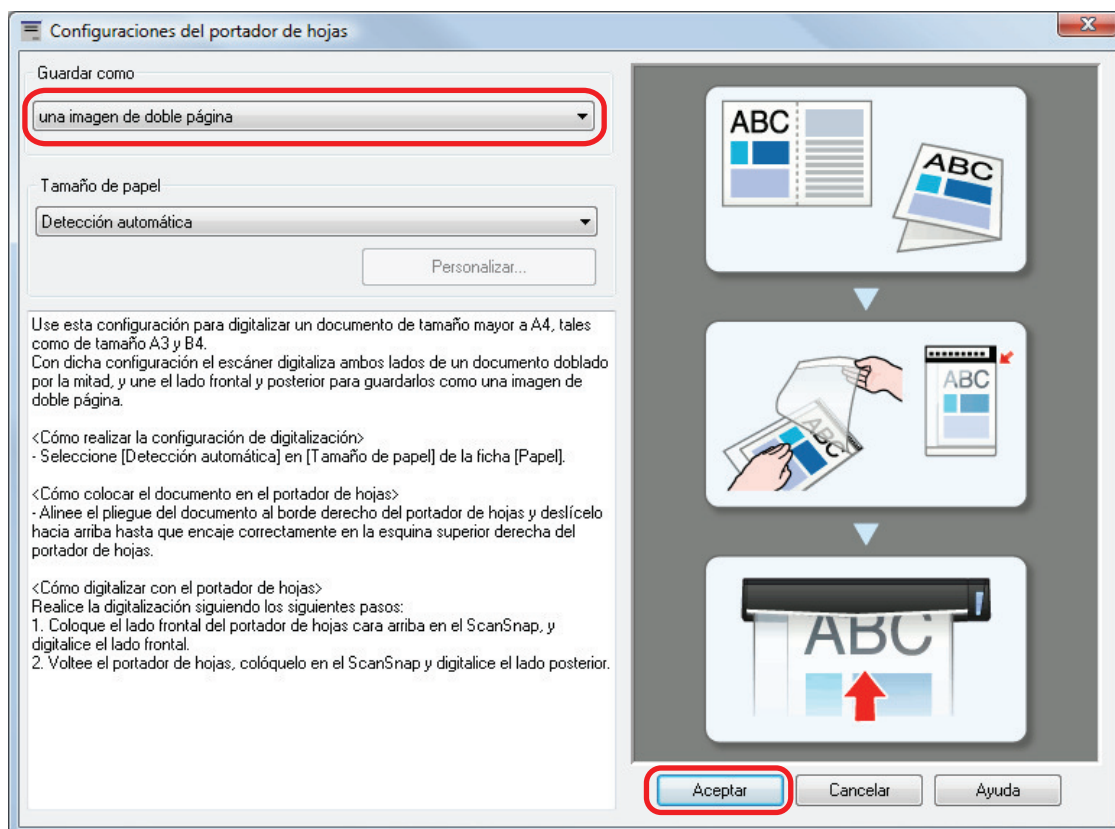 Configuraciones del portador de hojas
Guardar como
una imagen de doble página
Tamaño de papel
Detección automática
Personalizar...
Use esta configuración para digitalizar un documento de tamaño mayor a A4, tales
como de tamaño A3 y B4.
Con dicha configuración el escáner digitaliza ambos lados de un documento doblado
por la mitad, y une el lado frontal y posterior para guardarlos como una imagen de
doble página.
<Cómo realizar la configuración de digitalización>
- Seleccione [Detección automática] en [Tamaño de papel] de la ficha [Papel].
<Cómo colocar el documento en el portador de hojas>
- Alinee el pliegue del documento al borde derecho del portador de hojas y deslícelo
hacia arriba hasta que encaje correctamente en la esquina superior derecha del
portador de hojas.
<Cómo digitalizar con el portador de hojas>
Realice la digitalización siguiendo los siguientes pasos:
1. Coloque el lado frontal del portador de hojas cara arriba en el ScanSnap, y
digitalice el lado frontal.
2. Voltee el portador de hojas, colóquelo en el ScanSnap y digitalice el lado posterior.
ABC
ABC
ABC
ABC
ABC
Aceptar
Cancelar
Ayuda